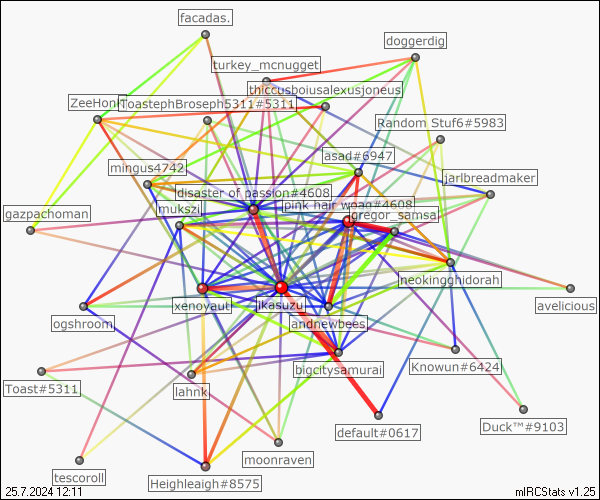 facadas.
doggerdig
turkey_mcnugget
thiccusboiusalexusjoneus
ZeeHon
ToastephBroseph5311#5311
Random Stuf6#5983
asad#6947
mingus4742
jarlbreadmaker
disaster of passion#4608
pink hair woag#4608
mukszi
gregor_samsa
gazpachoman
neokingghidorah
xenoyaut
ikasuzu
avelicious
ogshroom
andnewbees
bigcitysamurai
Knowun#6424
Toast#5311
lahnk
default#0617
Duck™#9103
moonraven
tescoroll
Heighleaigh#8575
25.7.2024 12:11
mIRCStats v1.25